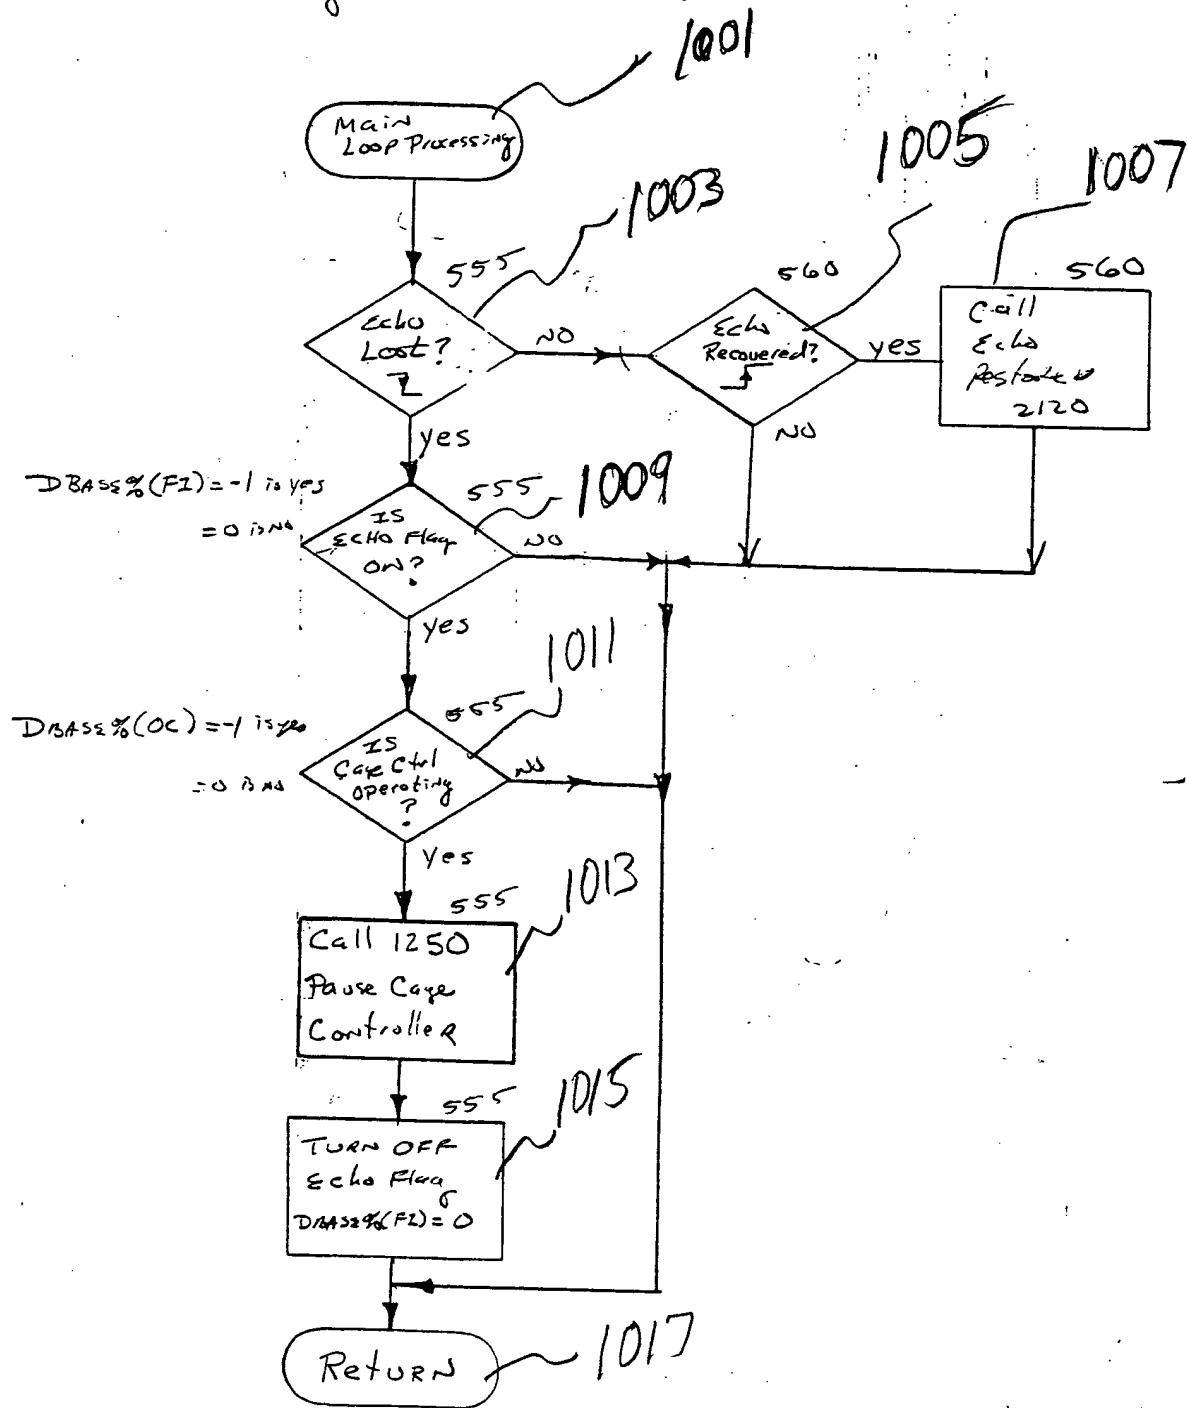 1001
Main
Loop Processing
1003
1005
1007
555
560
560
Echo
Lost?
NO
Echo
Recovered?
yes
Call
Echo
2120
yes
NO
DBASE%(FI)=-1 is yes
=0 is NO
555
1009
IS
ECHO Flag
ON?
NO
yes
1011
DBASE%(OC)=-1 is yes
=0 is NO
555
IS
Cage Ctrl
Operating
?
NO
yes
555
1013
Call 1250
Pause Cage
Controller
555
1015
TURN OFF
Echo Flag
DBASE%(FI)=0
Return
1017